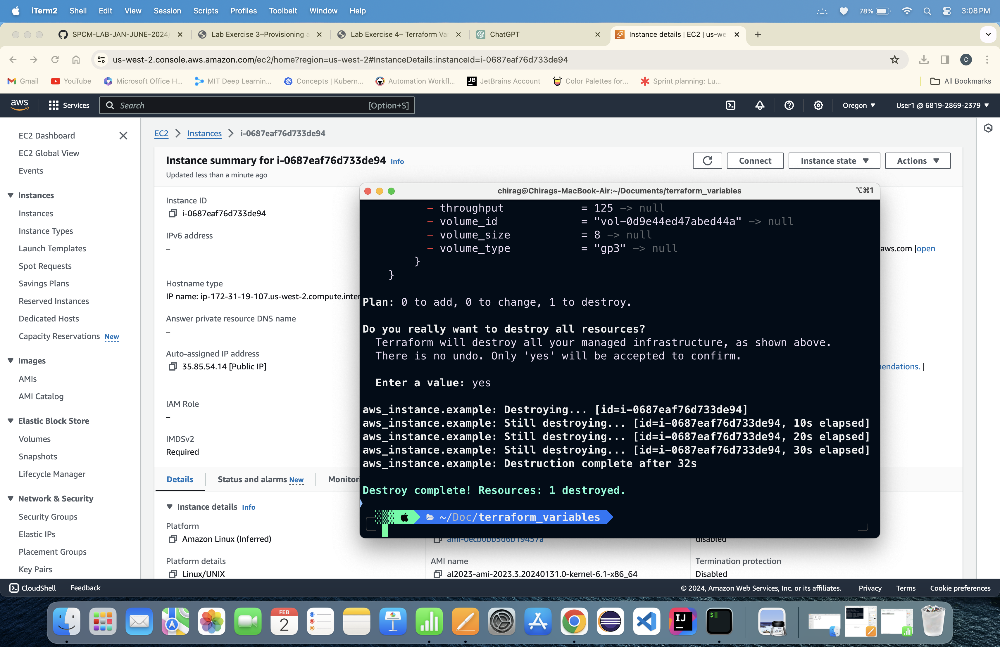 iTerm2 Shell Edit View Session Scripts Profiles Toolbelt Window Help 78% 3:08 PM
SPCM-LAB-JAN-JUNE-2024/ Lab Exercise 3–Provisioning a Lab Exercise 4– Terraform Va ChatGPT Instance details | EC2 | us-we
us-west-2.console.aws.amazon.com/ec2/home?region=us-west-2#InstanceDetails:instanceId=i-0687eaf76d733de94 C
Gmail YouTube Microsoft Office H... MIT Deep Learnin... Concepts | Kubern... Automation Workfl... JB JetBrains Account Color Palettes for... Sprint planning: Lu... All Bookmarks
aws Services Search [Option+S] Oregon User1 @ 6819-2869-2379
EC2 Dashboard
EC2 Global View
Events
Instances
Instances
Instance Types
Launch Templates
Spot Requests
Savings Plans
Reserved Instances
Dedicated Hosts
Capacity Reservations New
Images
AMIs
AMI Catalog
Elastic Block Store
Volumes
Snapshots
Lifecycle Manager
Network & Security
Security Groups
Elastic IPs
Placement Groups
Key Pairs
EC2 Instances i-0687eaf76d733de94
Instance summary for i-0687eaf76d733de94 Info
Updated less than a minute ago
Connect Instance state Actions
Instance ID
i-0687eaf76d733de94
IPv6 address
–
Hostname type
IP name: ip-172-31-19-107.us-west-2.compute.inter
Answer private resource DNS name
–
Auto-assigned IP address
35.85.54.14 [Public IP]
IAM Role
–
IMDSv2
Required
aws.com |open
endations. |
Details Status and alarms New Monitor
Instance details Info
Platform
Amazon Linux (Inferred)
ami-0ecb0bb5d6b19457a
disabled
Platform details
Linux/UNIX
AMI name
al2023-ami-2023.3.20240131.0-kernel-6.1-x86_64
Termination protection
Disabled
chirag@Chirags-MacBook-Air:~/Documents/terraform_variables ⌥⌘1
- throughput = 125 -> null
- volume_id = "vol-0d9e44ed47abed44a" -> null
- volume_size = 8 -> null
- volume_type = "gp3" -> null
}
}
Plan: 0 to add, 0 to change, 1 to destroy.
Do you really want to destroy all resources?
Terraform will destroy all your managed infrastructure, as shown above.
There is no undo. Only 'yes' will be accepted to confirm.
Enter a value: yes
aws_instance.example: Destroying... [id=i-0687eaf76d733de94]
aws_instance.example: Still destroying... [id=i-0687eaf76d733de94, 10s elapsed]
aws_instance.example: Still destroying... [id=i-0687eaf76d733de94, 20s elapsed]
aws_instance.example: Still destroying... [id=i-0687eaf76d733de94, 30s elapsed]
aws_instance.example: Destruction complete after 32s
Destroy complete! Resources: 1 destroyed.
~/Doc/terraform_variables
CloudShell Feedback © 2024, Amazon Web Services, Inc. or its affiliates. Privacy Terms Cookie preferences
FEB
2
IJ
$